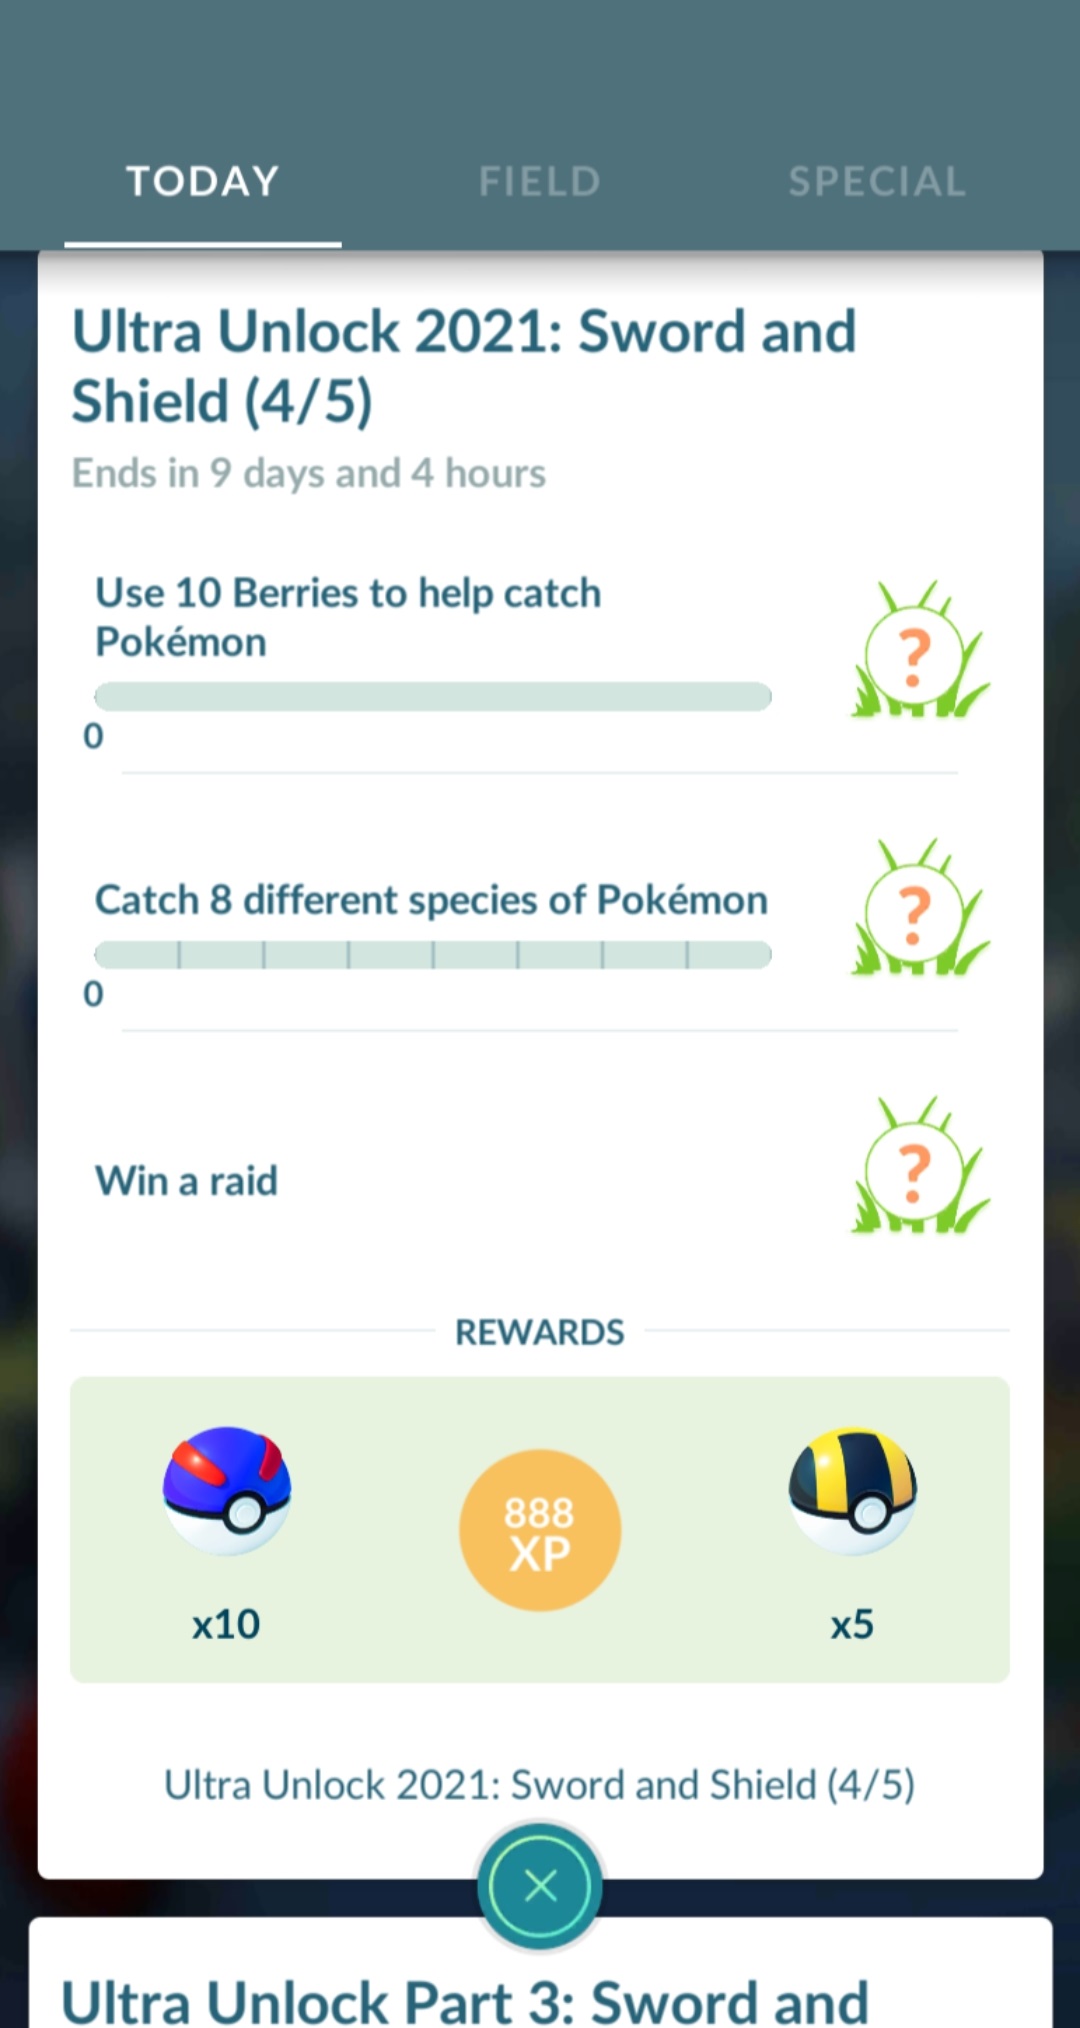 TODAY
FIELD
SPECIAL
Ultra Unlock 2021: Sword and
Shield (4/5)
Ends in 9 days and 4 hours
Use 10 Berries to help catch
Pokémon
?
0
Catch 8 different species of Pokémon
?
0
Win a raid
?
REWARDS
888
XP
x10
x5
Ultra Unlock 2021: Sword and Shield (4/5)
Ultra Unlock Part 3: Sword and